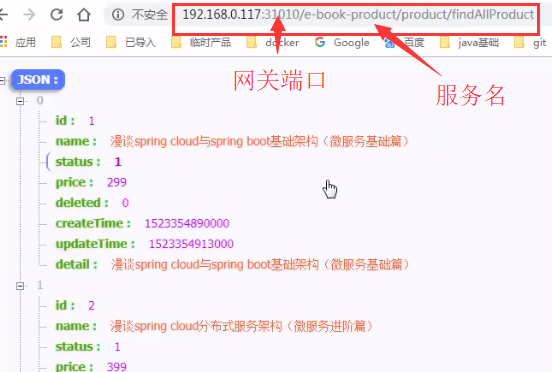 不安全 192.168.0.117:31010/e-book-product/product/findAllProduct
应用 公司 已导入 临时产品 docker Google 百度 java基础 git
网关端口
服务名
JSON :
0
id : 1
name : 漫谈spring cloud与spring boot基础架构（微服务基础篇）
status : 1
price : 299
deleted : 0
createTime : 1523354890000
updateTime : 1523354913000
detail : 漫谈spring cloud与spring boot基础架构（微服务基础篇）
1
id : 2
name : 漫谈spring cloud分布式服务架构（微服务进阶篇）
status : 1
price : 399